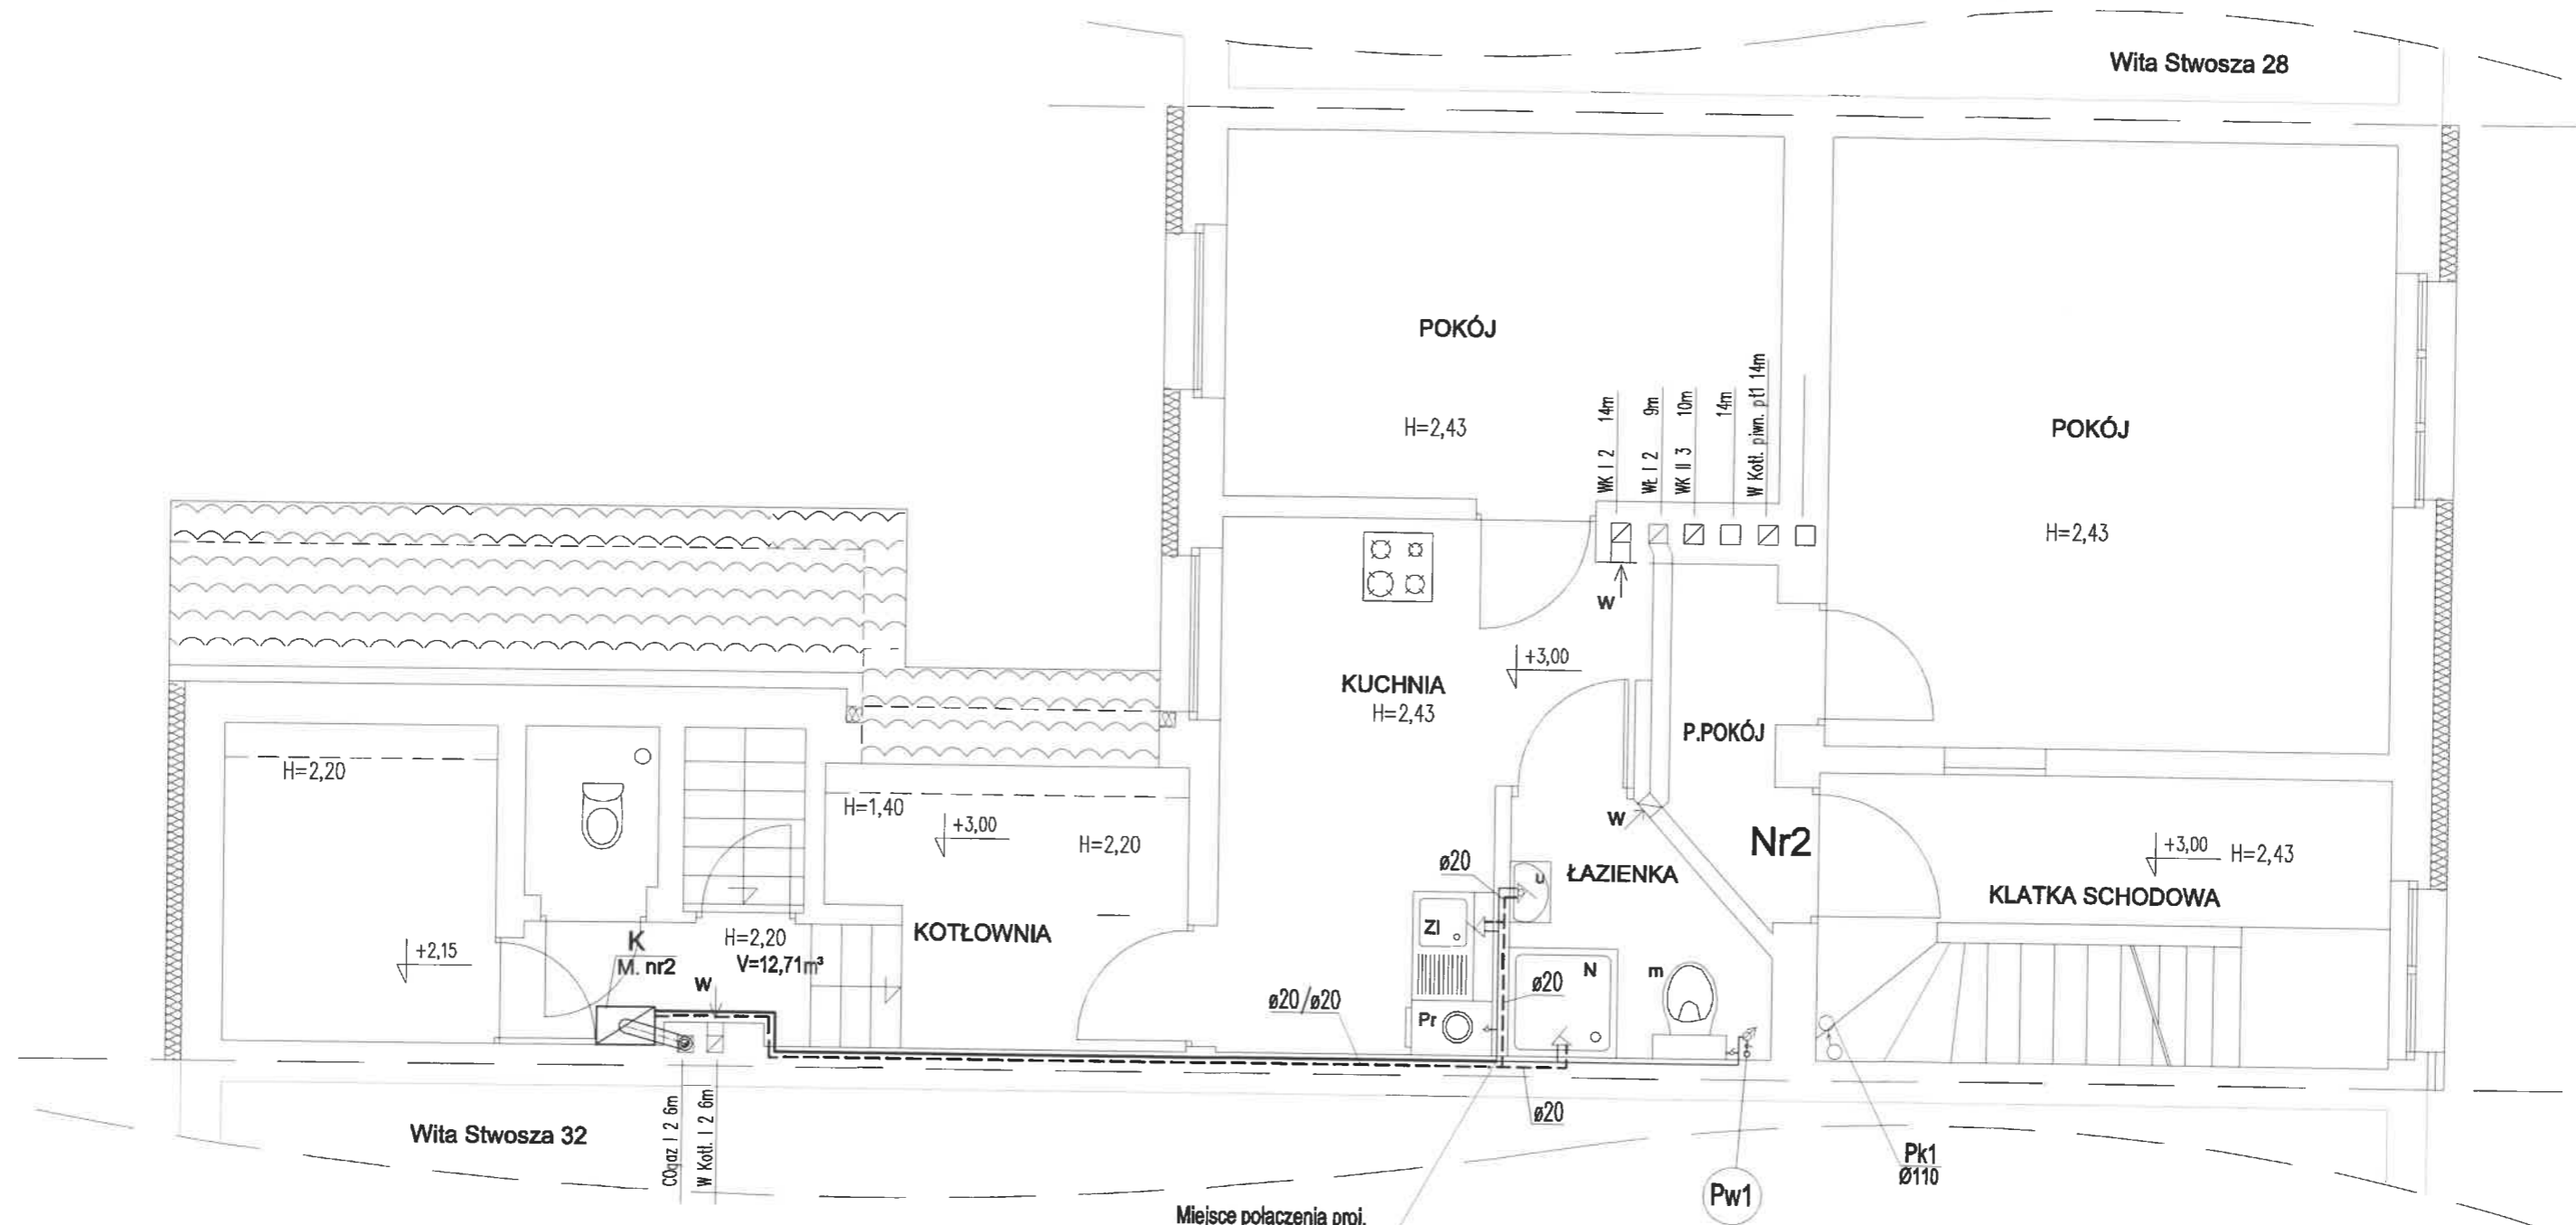 Wita Stwosza 28
POKÓJ
H=2,43
WK I 2 14m
WŁ I 2 9m
WK II 3 10m
14m
W Kotł. piwn. pt1 14m
POKÓJ
H=2,43
W
+3,00
KUCHNIA
H=2,43
P.POKÓJ
H=2,20
H=1,40
+3,00
H=2,20
W
Nr2
+3,00 H=2,43
KLATKA SCHODOWA
ø20
u
ŁAZIENKA
Zl
KOTŁOWNIA
K
M. nr2
H=2,20
V=12,71m³
+2,15
W
N
m
ø20
ø20/ø20
Pr
ø20
Wita Stwosza 32
COgaz I 2 6m
W Kotł. I 2 6m
Pk1
Ø110
Pw1
Miejsce połączenia proj.